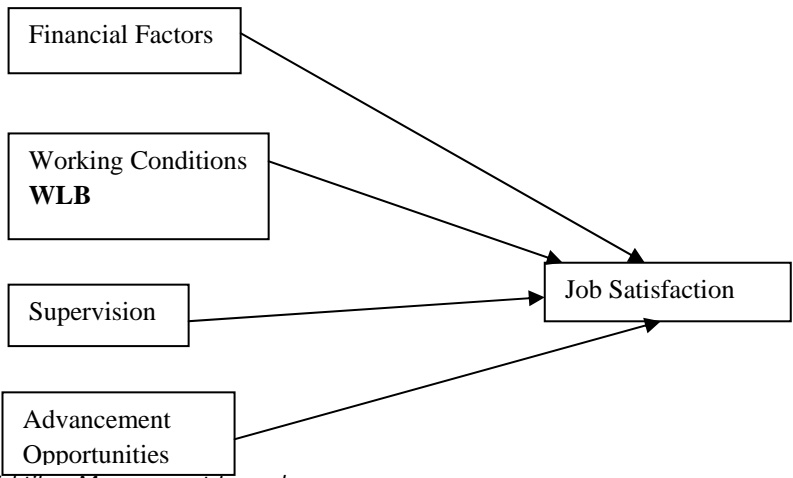 Financial Factors
Working Conditions
WLB
Job Satisfaction
Supervision
Advancement
Opportunities